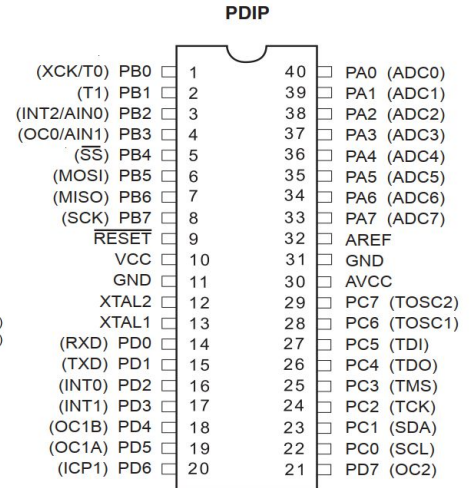 PDIP
(XCK/T0) PB0 1 40 PA0 (ADC0)
(T1) PB1 2 39 PA1 (ADC1)
(INT2/AIN0) PB2 3 38 PA2 (ADC2)
(OC0/AIN1) PB3 4 37 PA3 (ADC3)
(SS) PB4 5 36 PA4 (ADC4)
(MOSI) PB5 6 35 PA5 (ADC5)
(MISO) PB6 7 34 PA6 (ADC6)
(SCK) PB7 8 33 PA7 (ADC7)
RESET 9 32 AREF
VCC 10 31 GND
GND 11 30 AVCC
XTAL2 12 29 PC7 (TOSC2)
XTAL1 13 28 PC6 (TOSC1)
(RXD) PD0 14 27 PC5 (TDI)
(TXD) PD1 15 26 PC4 (TDO)
(INT0) PD2 16 25 PC3 (TMS)
(INT1) PD3 17 24 PC2 (TCK)
(OC1B) PD4 18 23 PC1 (SDA)
(OC1A) PD5 19 22 PC0 (SCL)
(ICP1) PD6 20 21 PD7 (OC2)